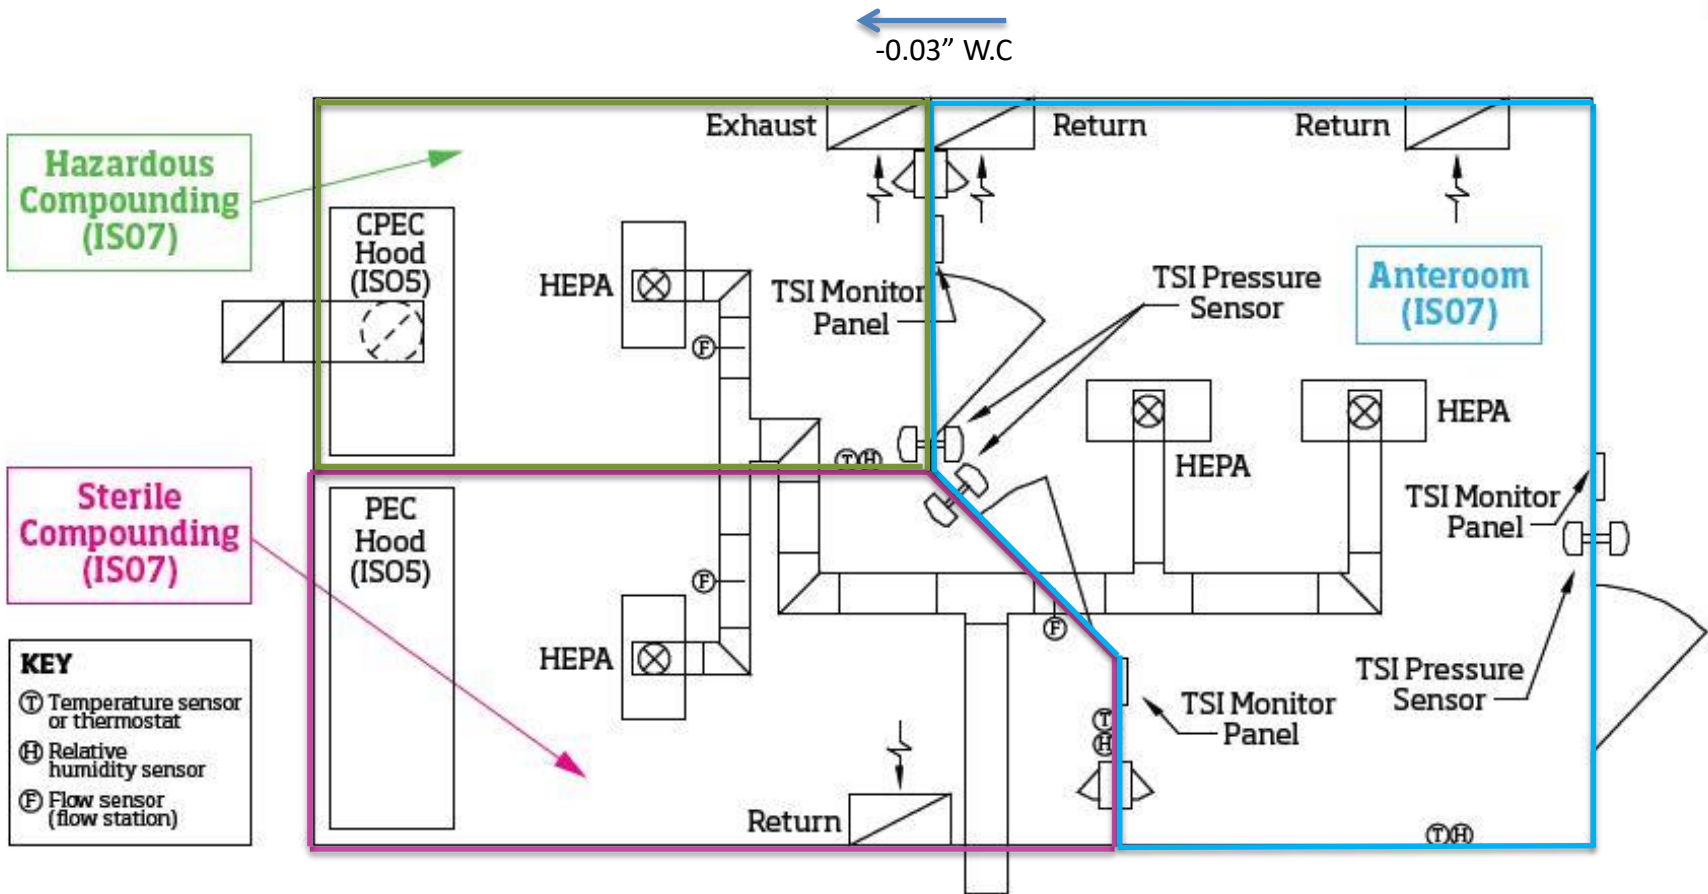 -0.03” W.C
Exhaust
Return
Return
Hazardous
Compounding
(ISO7)
CPEC
Hood
(ISO5)
HEPA
TSI Monitor
Panel
TSI Pressure
Sensor
Anteroom
(ISO7)
F
HEPA
HEPA
T H
Sterile
Compounding
(ISO7)
PEC
Hood
(ISO5)
TSI Monitor
Panel
F
F
HEPA
TSI Pressure
Sensor
TSI Monitor
Panel
T
H
Return
T H
KEY
T Temperature sensor
or thermostat
H Relative
humidity sensor
F Flow sensor
(flow station)